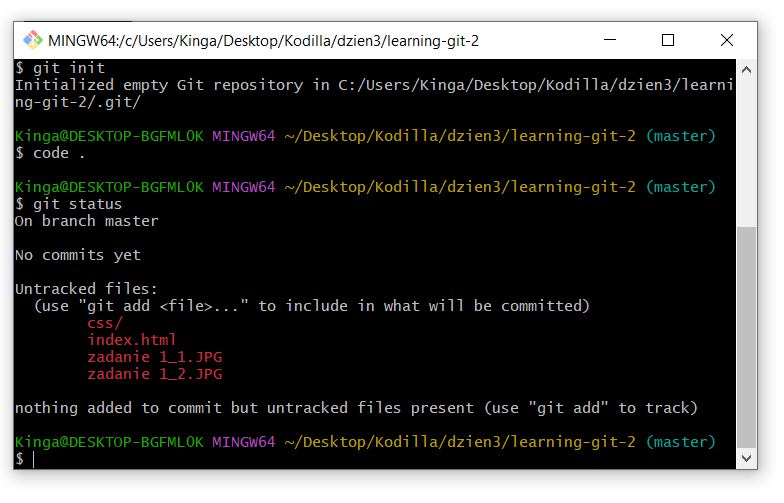 MINGW64:/c/Users/Kinga/Desktop/Kodilla/dzien3/learning-git-2
$ git init
Initialized empty Git repository in C:/Users/Kinga/Desktop/Kodilla/dzien3/learni
ng-git-2/.git/
Kinga@DESKTOP-BGFMLOK MINGW64 ~/Desktop/Kodilla/dzien3/learning-git-2 (master)
$ code .
Kinga@DESKTOP-BGFMLOK MINGW64 ~/Desktop/Kodilla/dzien3/learning-git-2 (master)
$ git status
On branch master
No commits yet
Untracked files:
  (use "git add <file>..." to include in what will be committed)
        css/
        index.html
        zadanie 1_1.JPG
        zadanie 1_2.JPG
nothing added to commit but untracked files present (use "git add" to track)
Kinga@DESKTOP-BGFMLOK MINGW64 ~/Desktop/Kodilla/dzien3/learning-git-2 (master)
$